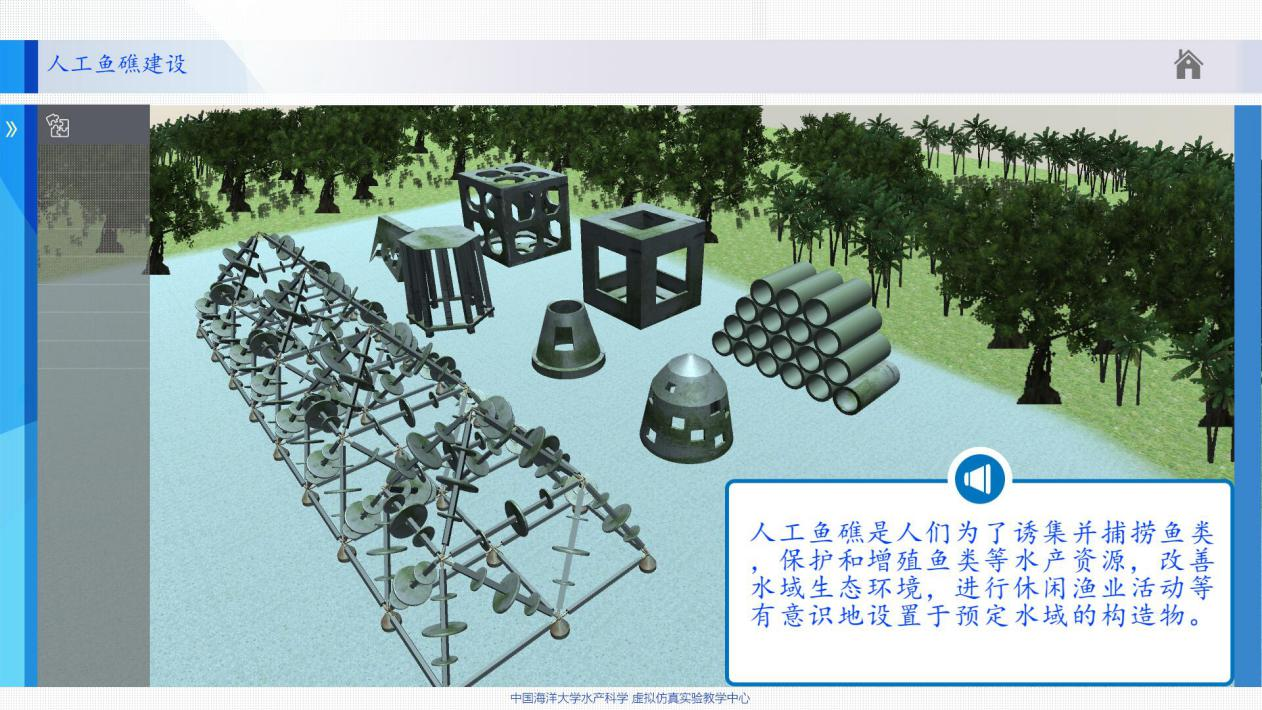 人工鱼礁建设
人工鱼礁是人们为了诱集并捕捞鱼类
，保护和增殖鱼类等水产资源，改善
水域生态环境，进行休闲渔业活动等
有意识地设置于预定水域的构造物。
中国海洋大学水产科学 虚拟仿真实验教学中心